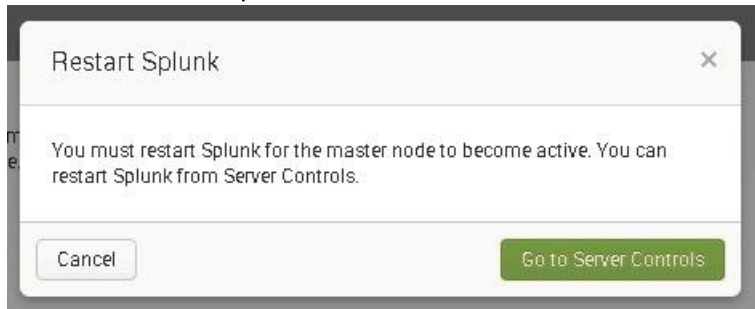 Restart Splunk
×
You must restart Splunk for the master node to become active. You can
restart Splunk from Server Controls.
Cancel
Go to Server Controls